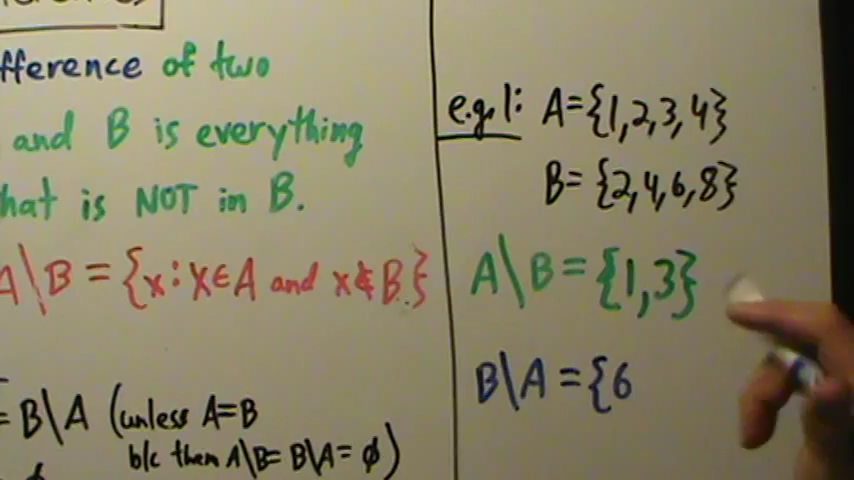 fference of two
and B is everything
hat is NOT in B.
A\B = {x : x∈A and x∉B}
= B\A (unless A=B
b/c then A\B = B\A = ∅)
e.g.1: A={1,2,3,4}
B={2,4,6,8}
A\B={1,3}
B\A={6